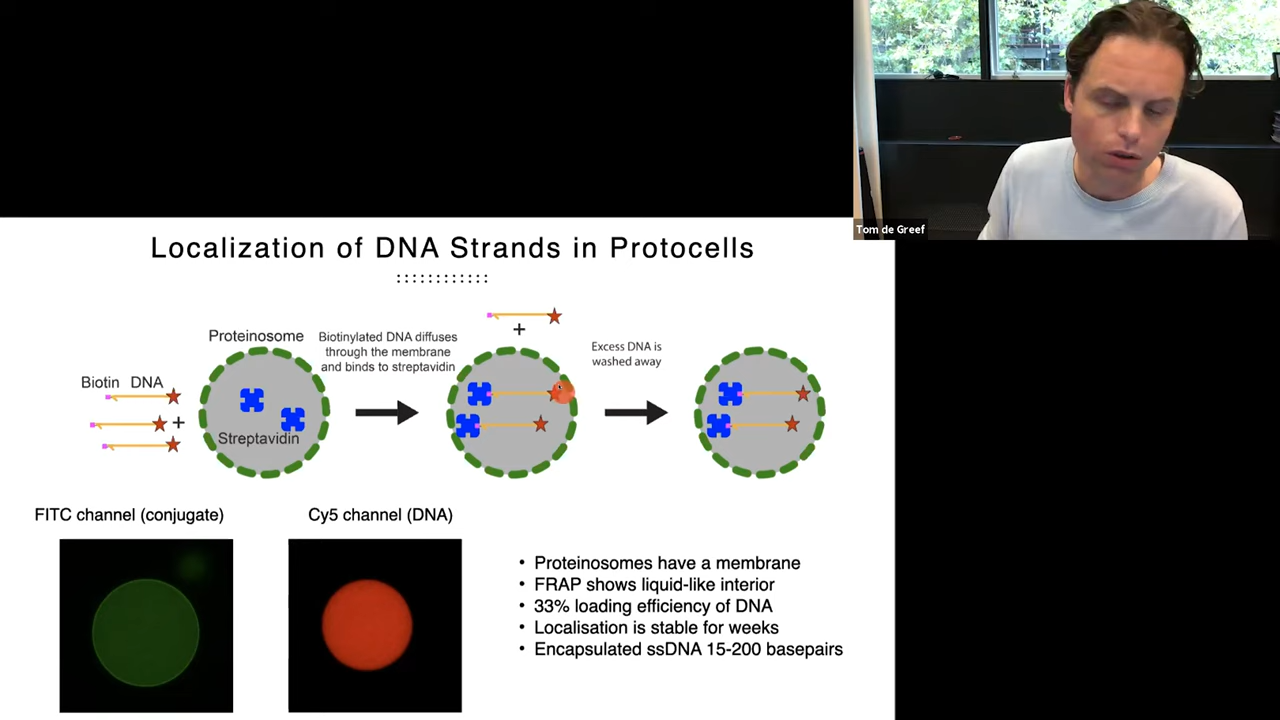 Tom de Greef
Localization of DNA Strands in Protocells
Proteinosome
Biotinylated DNA diffuses
through the membrane
and binds to streptavidin
+
Excess DNA is
washed away
Biotin DNA
+
Streptavidin
FITC channel (conjugate)
Cy5 channel (DNA)
• Proteinosomes have a membrane
• FRAP shows liquid-like interior
• 33% loading efficiency of DNA
• Localisation is stable for weeks
• Encapsulated ssDNA 15-200 basepairs